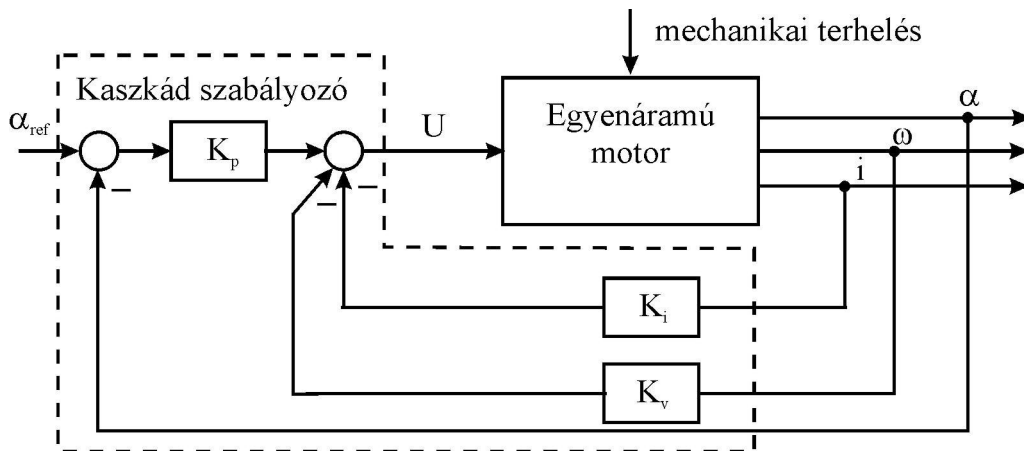 mechanikai terhelés
Kaszkád szabályozó
α_ref
K_p
U
Egyenáramú
motor
α
ω
i
K_i
K_v